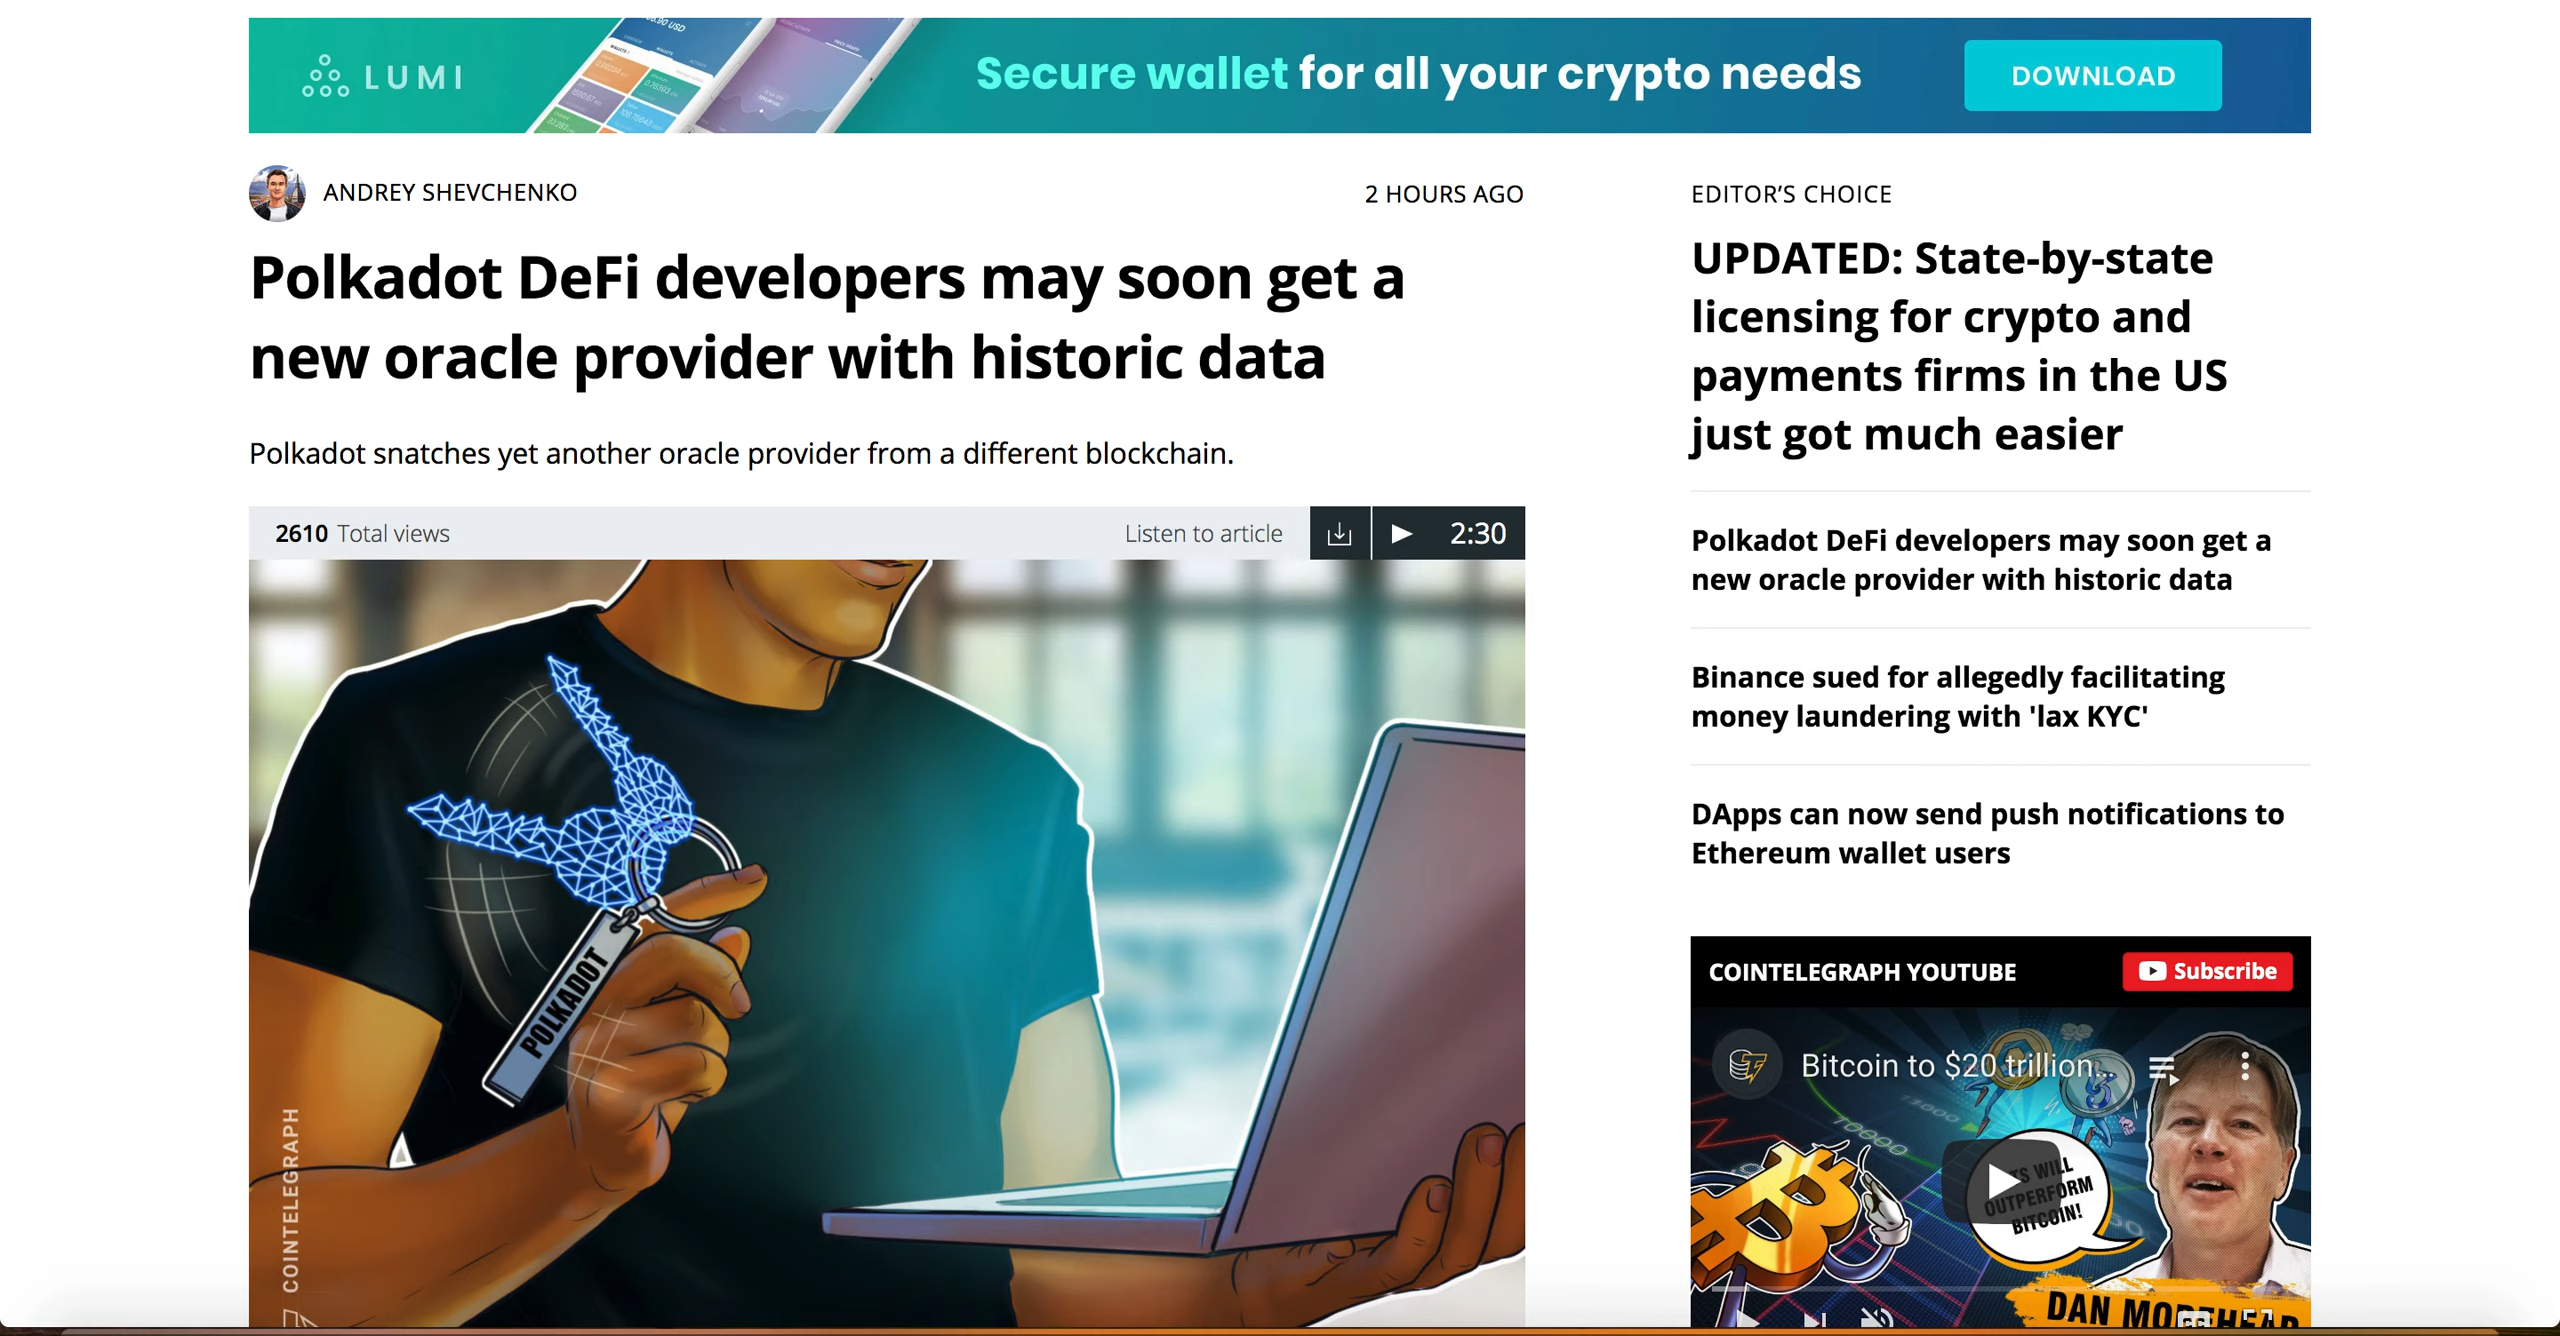 LUMI
Secure wallet for all your crypto needs
DOWNLOAD
ANDREY SHEVCHENKO
2 HOURS AGO
Polkadot DeFi developers may soon get a
new oracle provider with historic data
Polkadot snatches yet another oracle provider from a different blockchain.
2610 Total views
Listen to article
2:30
POLKADOT
COINTELEGRAPH
EDITOR’S CHOICE
UPDATED: State-by-state
licensing for crypto and
payments firms in the US
just got much easier
Polkadot DeFi developers may soon get a
new oracle provider with historic data
Binance sued for allegedly facilitating
money laundering with 'lax KYC'
DApps can now send push notifications to
Ethereum wallet users
COINTELEGRAPH YOUTUBE
Subscribe
Bitcoin to $20 trillion...
WILL
OUTPERFORM
BITCOIN!
10000
DAN MOREHEAD